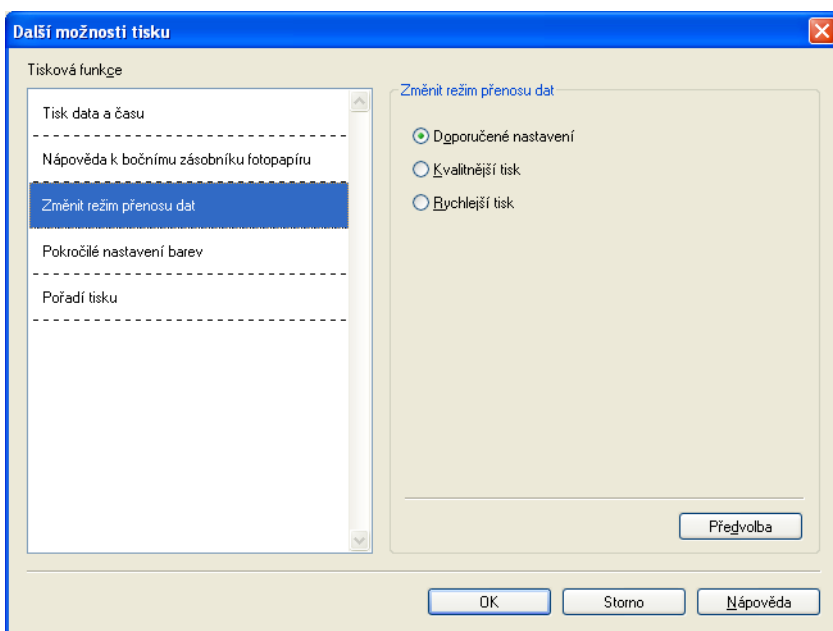 Další možnosti tisku
Tisková funkce
Tisk data a času
Nápověda k bočnímu zásobníku fotopapíru
Změnit režim přenosu dat
Pokročilé nastavení barev
Pořadí tisku
Změnit režim přenosu dat
Doporučené nastavení
Kvalitnější tisk
Rychlejší tisk
Předvolba
OK
Storno
Nápověda